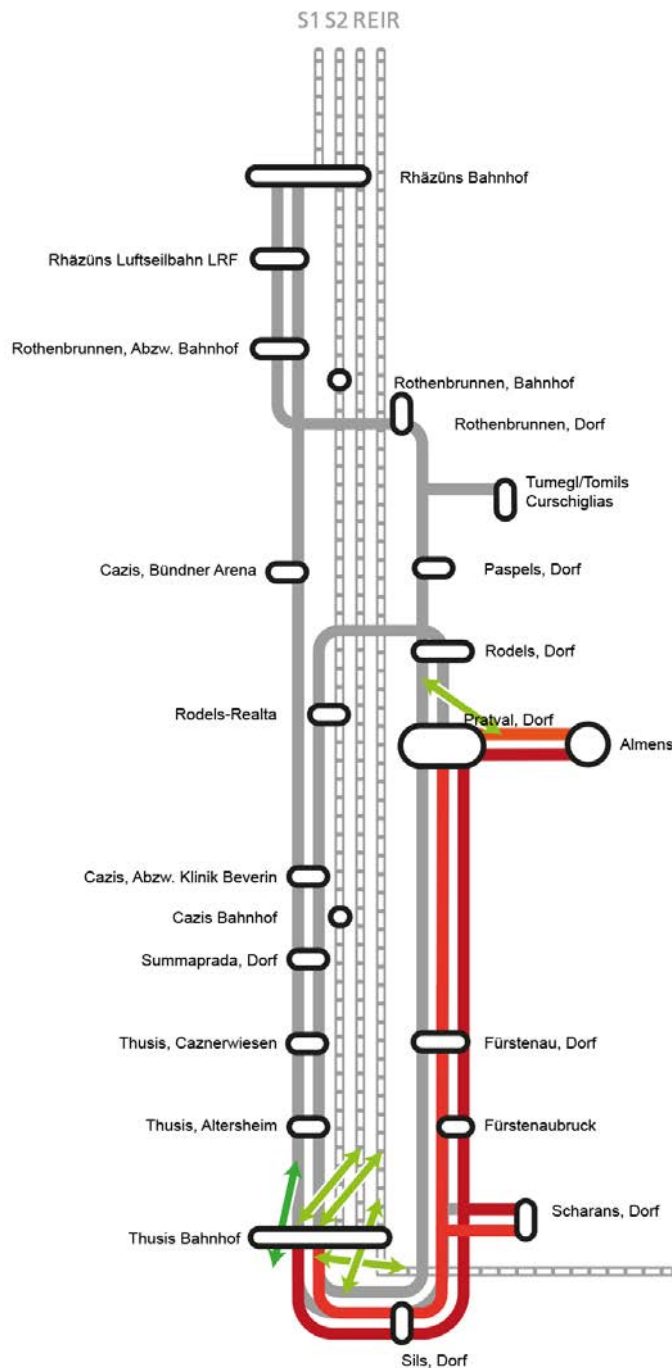 S1 S2 RE IR
Rhäzüns Bahnhof
Rhäzüns Luftseilbahn LRF
Rothenbrunnen, Abzw. Bahnhof
Rothenbrunnen, Bahnhof
Rothenbrunnen, Dorf
Tumegl/Tomils
Curschiglias
Cazis, Bündner Arena
Paspels, Dorf
Rodels, Dorf
Rodels-Realta
Pratval, Dorf
Almens
Cazis, Abzw. Klinik Beverin
Cazis Bahnhof
Summaprada, Dorf
Thusis, Caznerwiesen
Fürstenau, Dorf
Thusis, Altersheim
Fürstenaubruck
Scharans, Dorf
Thusis Bahnhof
Sils, Dorf